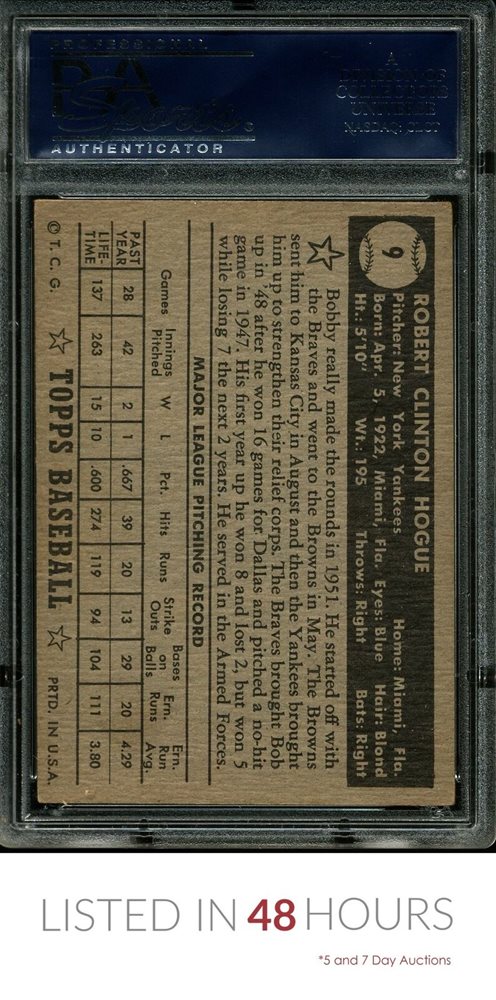 PROFESSIONAL
PSA
Sports
AUTHENTICATOR
A
DIVISION OF
COLLECTORS
UNIVERSE
NASDAQ: CLCT
9
ROBERT CLINTON HOGUE
Pitcher: New York Yankees Home: Miami, Fla.
Born: Apr. 5, 1922, Miami, Fla. Eyes: Blue Hair: Blond
Ht.: 5'10" Wt.: 195 Throws: Right Bats: Right
Bobby really made the rounds in 1951. He started off with
the Braves and went to the Browns in May. The Browns
sent him to Kansas City in August and then the Yankees brought
him up to strengthen their relief corps. The Braves brought Bob
up in '48 after he won 16 games for Dallas and pitched a no-hit
game in 1947. His first year up he won 8 and lost 2, but won 5
while losing 7 the next 2 years. He served in the Armed Forces.
MAJOR LEAGUE PITCHING RECORD
Games Innings Pitched W L Pct. Hits Runs Strike Outs Bases on Balls Ern. Runs Ern. Run Avg.
PAST YEAR 28 42 2 1 .667 39 20 13 29 20 4.29
LIFE-TIME 137 263 15 10 .600 274 119 94 104 111 3.80
© T. C. G. ☆ TOPPS BASEBALL ☆ PRTD. IN U.S.A.
LISTED IN 48 HOURS
*5 and 7 Day Auctions